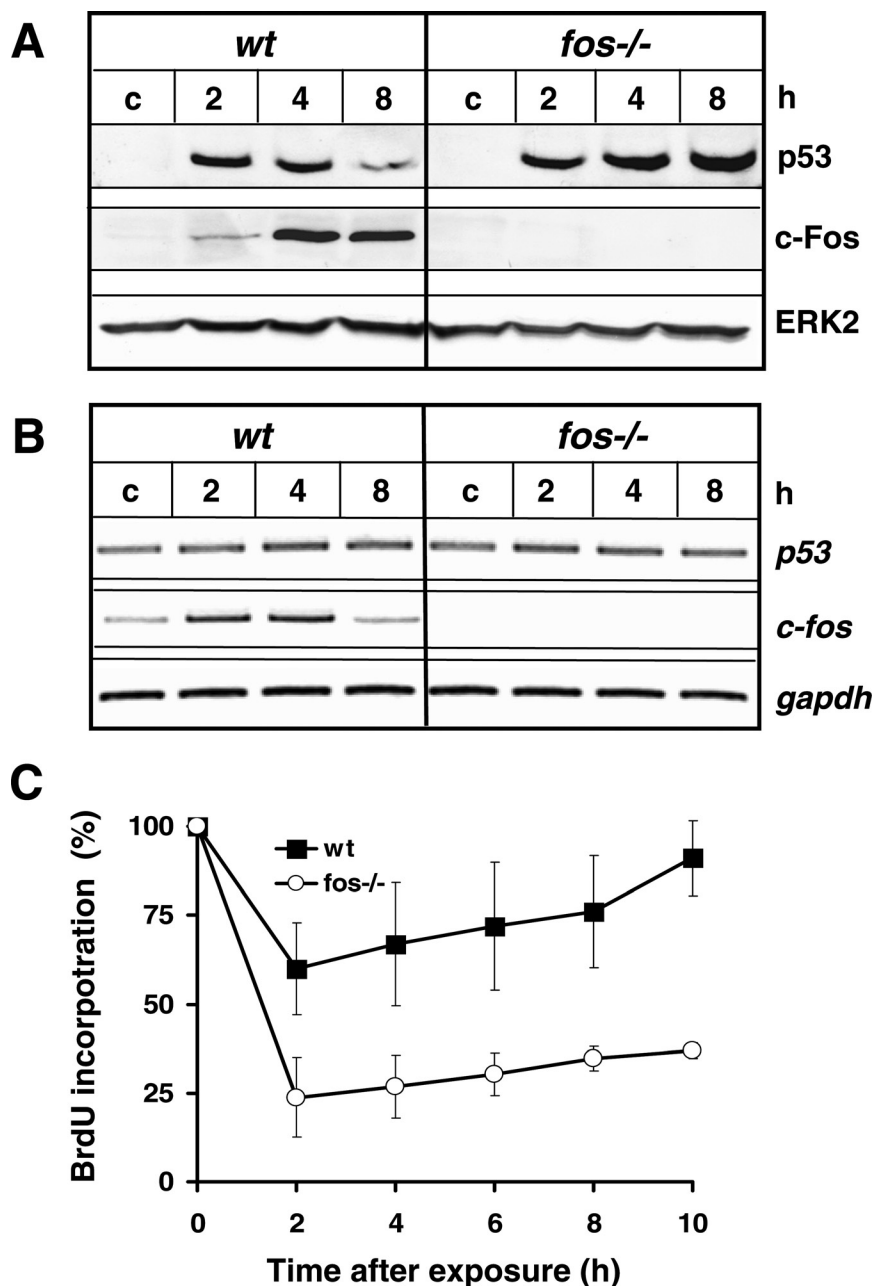 A
wt fos-/-
c 2 4 8 c 2 4 8 h
p53
c-Fos
ERK2
B
wt fos-/-
c 2 4 8 c 2 4 8 h
p53
c-fos
gapdh
C
BrdU incorpotration (%)
100
75
50
25
0
wt
fos-/-
0 2 4 6 8 10
Time after exposure (h)